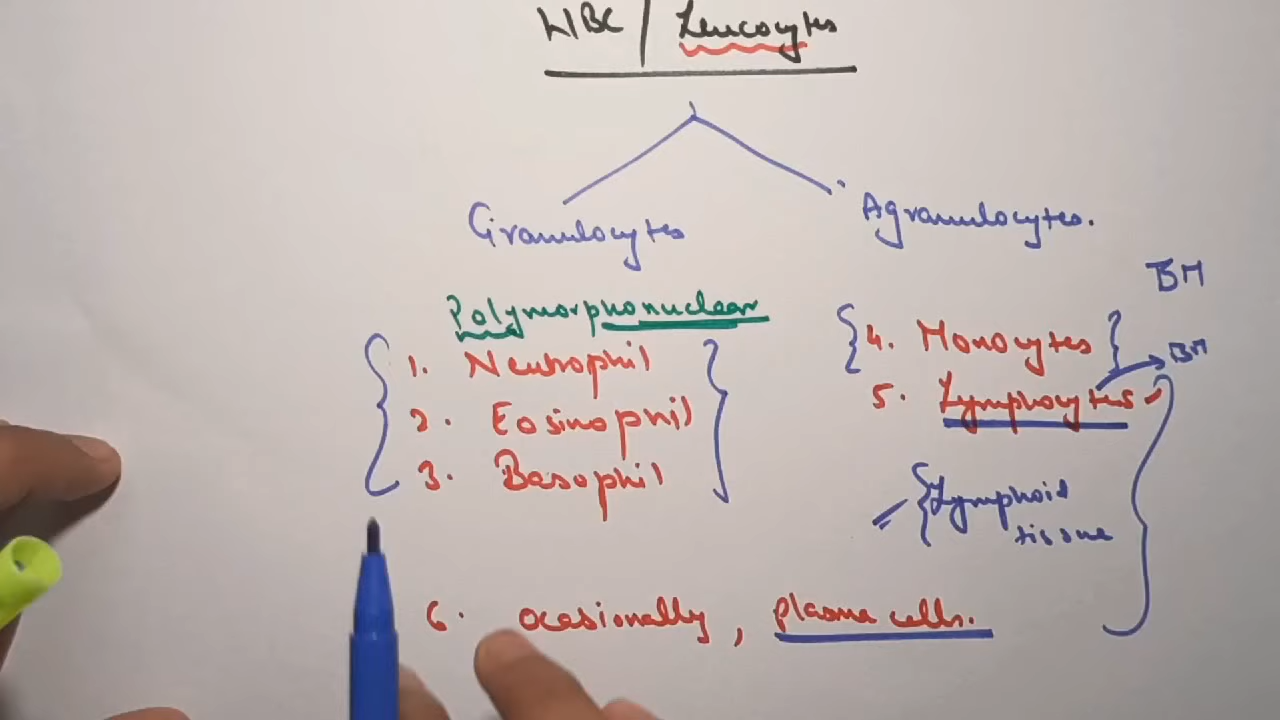 WBC / Leucocytes
Granulocytes
Agranulocytes.
Polymorphonuclear
1. Neutrophil
2. Eosinophil
3. Basophil
BM
4. Monocytes
5. Lymphocytes
BM
Lymphoid
tissue
6. ocasionally, plasma cells.